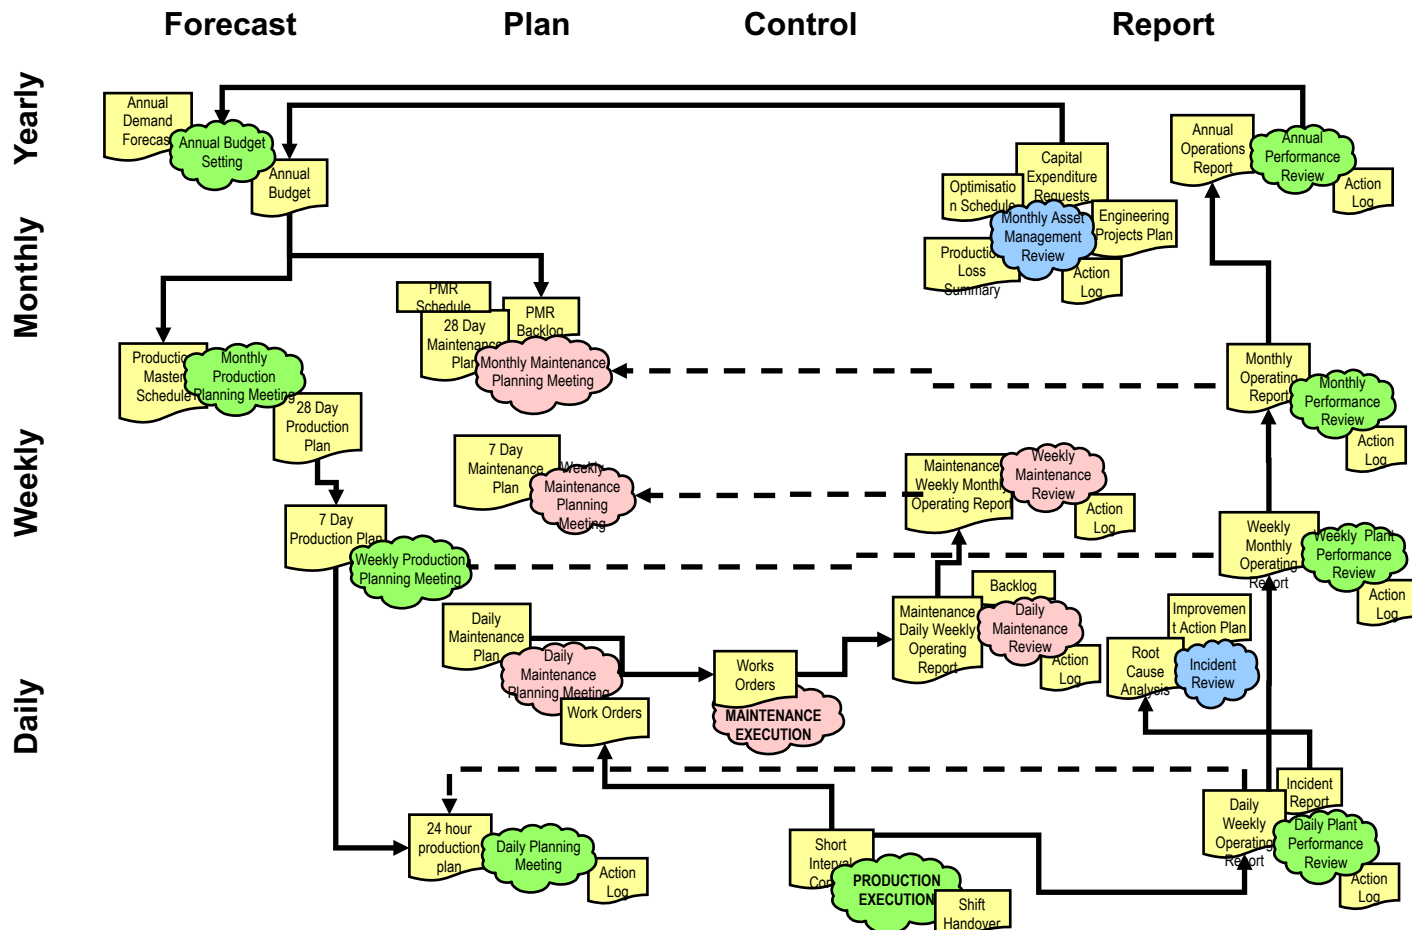 Forecast
Plan
Control
Report
Yearly
Monthly
Weekly
Daily
Annual
Demand
Forecast
Annual Budget
Setting
Annual
Budget
Capital
Expenditure
Requests
Optimisatio
n Schedule
Monthly Asset
Management
Review
Engineering
Projects Plan
Production
Loss
Summary
Action
Log
Annual
Operations
Report
Annual
Performance
Review
Action
Log
PMR
Schedule
PMR
Backlog
28 Day
Maintenance
Plan
Monthly Maintenance
Planning Meeting
Production
Master
Schedule
Monthly
Production
Planning Meeting
28 Day
Production
Plan
Monthly
Operating
Report
Monthly
Performance
Review
Action
Log
7 Day
Maintenance
Plan
Weekly
Maintenance
Planning
Meeting
Maintenance
Weekly Monthly
Operating Report
Weekly
Maintenance
Review
Action
Log
7 Day
Production Plan
Weekly Production
Planning Meeting
Weekly
Monthly
Operating
Report
Weekly Plant
Performance
Review
Action
Log
Daily
Maintenance
Plan
Daily
Maintenance
Planning Meeting
Work Orders
Works
Orders
MAINTENANCE
EXECUTION
Backlog
Maintenance
Daily Weekly
Operating
Report
Daily
Maintenance
Review
Action
Log
Improvemen
t Action Plan
Root
Cause
Analysis
Incident
Review
24 hour
production
plan
Daily Planning
Meeting
Action
Log
Short
Interval
PRODUCTION
EXECUTION
Shift
Handover
Incident
Report
Daily
Weekly
Operating
Report
Daily Plant
Performance
Review
Action
Log